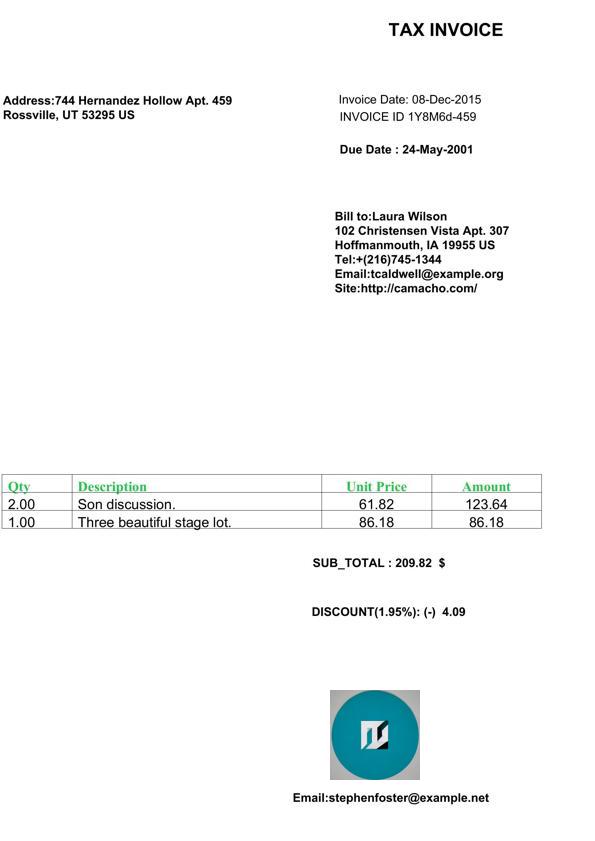 TAX INVOICE
Address:744 Hernandez Hollow Apt. 459
Rossville, UT 53295 US
Invoice Date: 08-Dec-2015
INVOICE ID 1Y8M6d-459
Due Date : 24-May-2001
Bill to:Laura Wilson
102 Christensen Vista Apt. 307
Hoffmanmouth, IA 19955 US
Tel:+(216)745-1344
Email:tcaldwell@example.org
Site:http://camacho.com/
Qty Description Unit Price Amount
2.00 Son discussion. 61.82 123.64
1.00 Three beautiful stage lot. 86.18 86.18
SUB_TOTAL : 209.82 $
DISCOUNT(1.95%): (-) 4.09
Email:stephenfoster@example.net